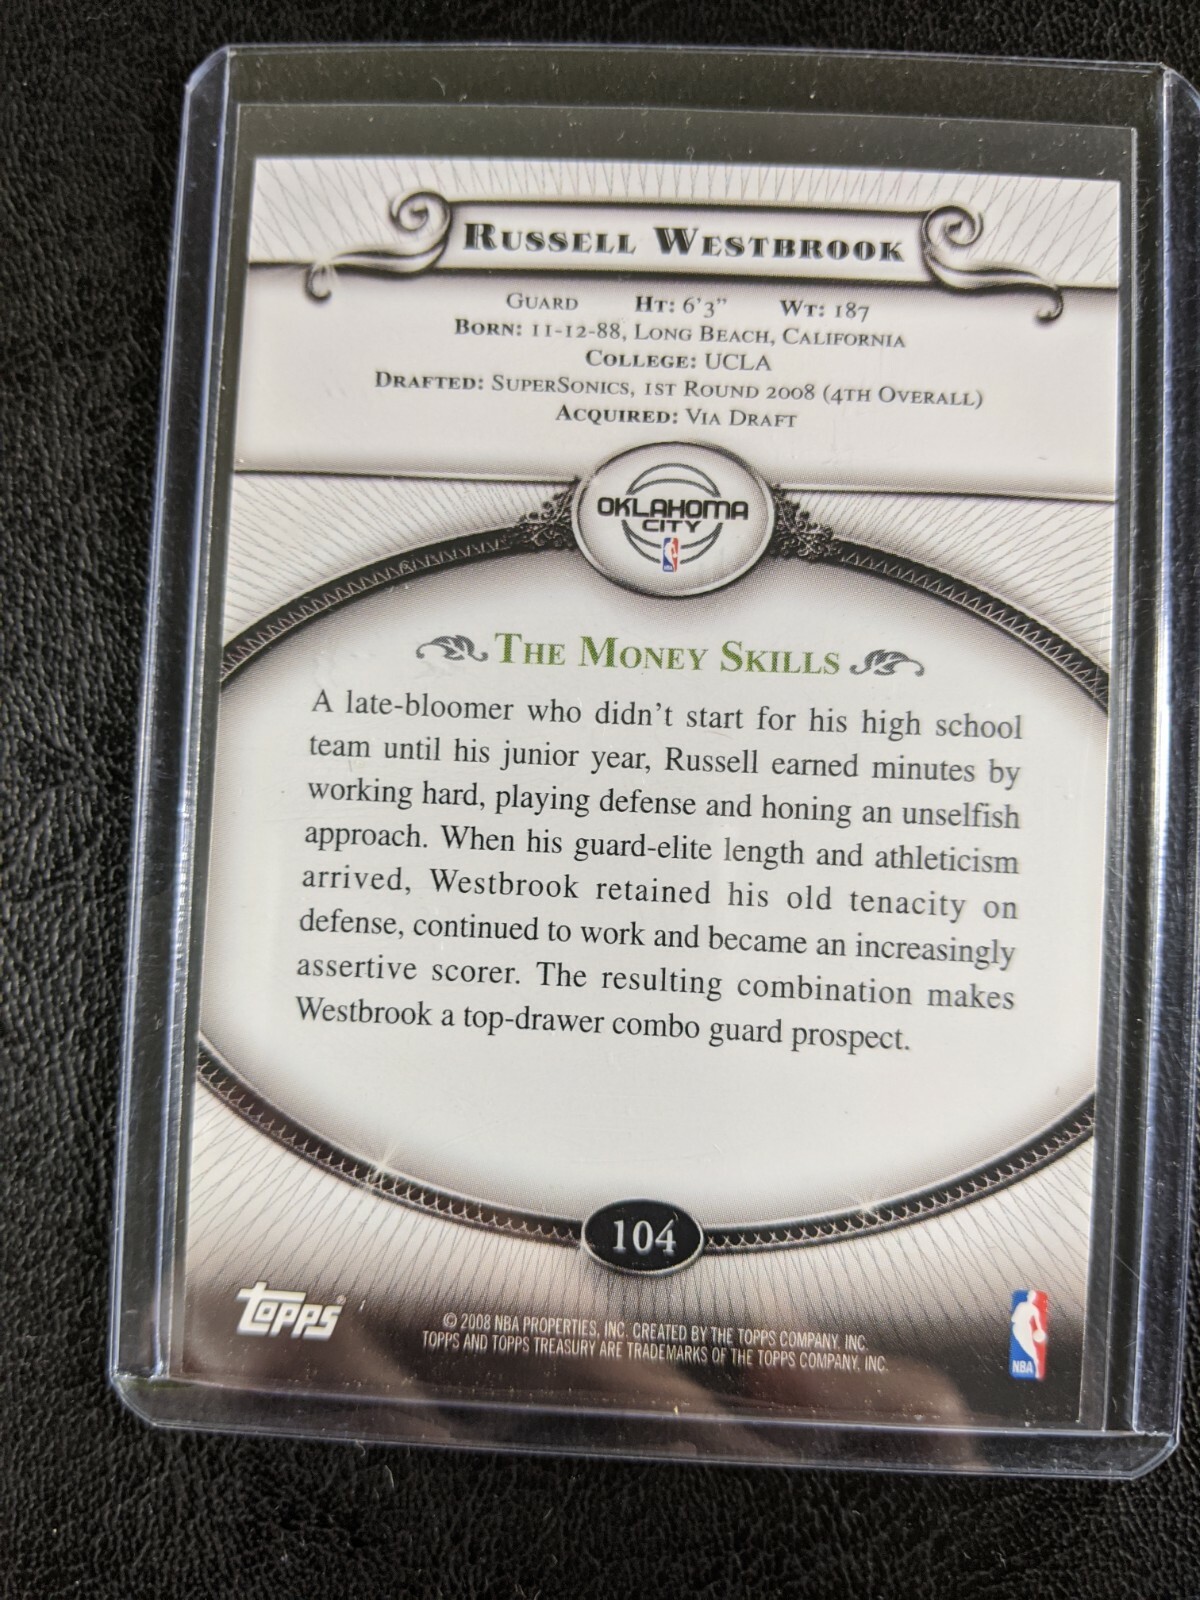 RUSSELL WESTBROOK
GUARD HT: 6'3" WT: 187
BORN: 11-12-88, LONG BEACH, CALIFORNIA
COLLEGE: UCLA
DRAFTED: SUPERSONICS, 1ST ROUND 2008 (4TH OVERALL)
ACQUIRED: VIA DRAFT
OKLAHOMA
CITY
NBA
THE MONEY SKILLS
A late-bloomer who didn't start for his high school
team until his junior year, Russell earned minutes by
working hard, playing defense and honing an unselfish
approach. When his guard-elite length and athleticism
arrived, Westbrook retained his old tenacity on
defense, continued to work and became an increasingly
assertive scorer. The resulting combination makes
Westbrook a top-drawer combo guard prospect.
104
topps®
© 2008 NBA PROPERTIES, INC. CREATED BY THE TOPPS COMPANY, INC.
TOPPS AND TOPPS TREASURY ARE TRADEMARKS OF THE TOPPS COMPANY, INC.
NBA